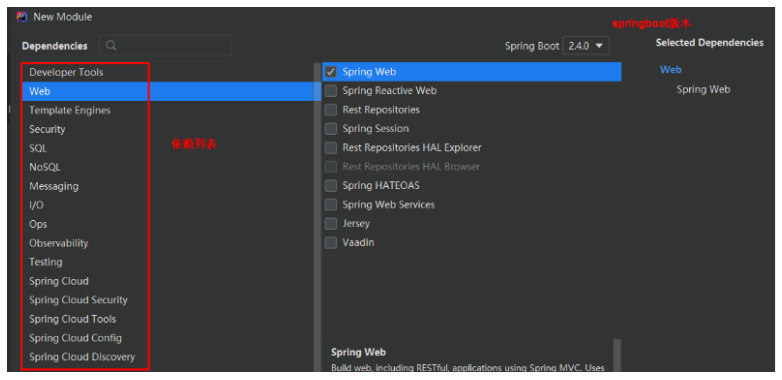 New Module
springboot版本
Dependencies
Spring Boot 2.4.0
Selected Dependencies
Developer Tools
Web
Template Engines
Security
SQL
NoSQL
Messaging
I/O
Ops
Observability
Testing
Spring Cloud
Spring Cloud Security
Spring Cloud Tools
Spring Cloud Config
Spring Cloud Discovery
依赖列表
Spring Web
Spring Reactive Web
Rest Repositories
Spring Session
Rest Repositories HAL Explorer
Rest Repositories HAL Browser
Spring HATEOAS
Spring Web Services
Jersey
Vaadin
Spring Web
Build web, including RESTful, applications using Spring MVC. Uses
Web
Spring Web